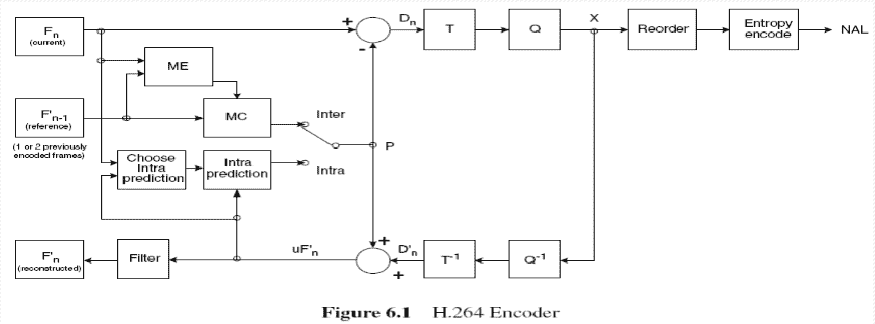 Fn
(current)
+
-
Dn
T
Q
X
Reorder
Entropy
encode
NAL
ME
F'n-1
(reference)
(1 or 2 previously
encoded frames)
MC
Inter
P
Choose
Intra
prediction
Intra
prediction
Intra
F'n
(reconstructed)
Filter
uF'n
+
+
D'n
T-1
Q-1
Figure 6.1 H.264 Encoder